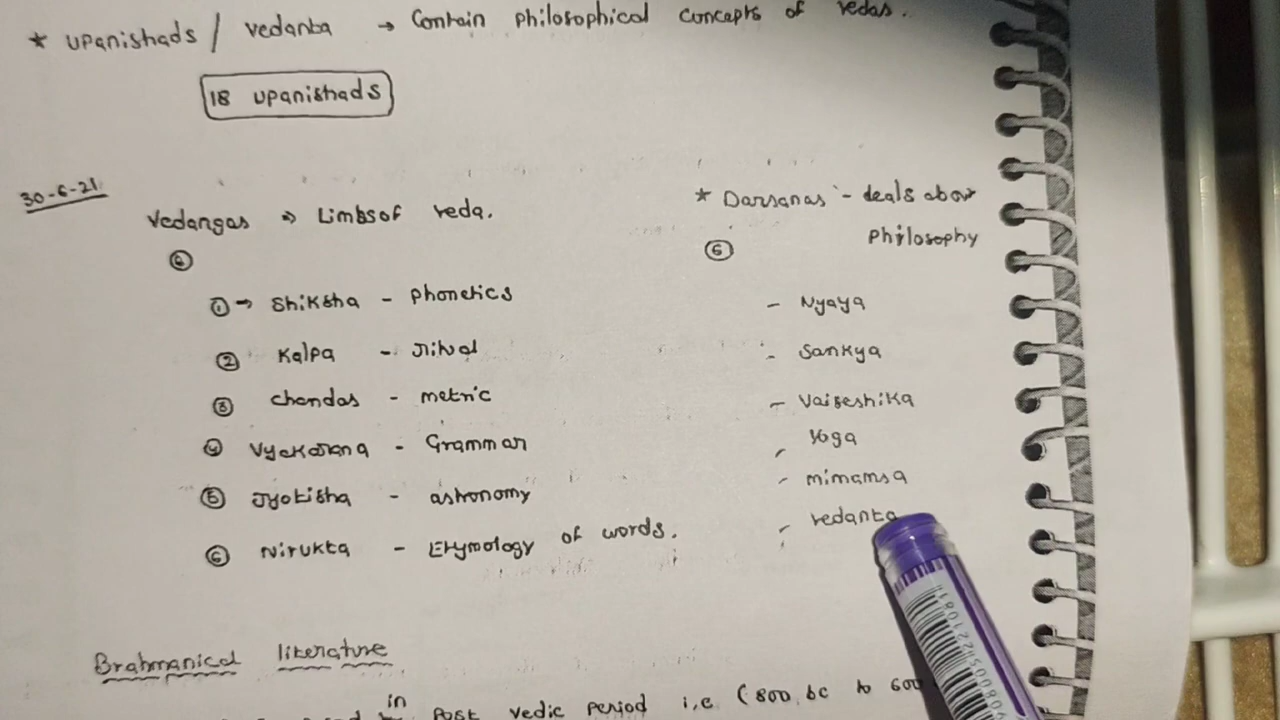 * upanishads / vedanta → Contain philosophical concepts of vedas.
18 upanishads
30-6-21
Vedangas ⇒ Limbs of veda.
⑥
① → Shiksha - phonetics
② Kalpa - ritual
③ chandas - metric
④ Vyakarana - Grammar
⑤ Jyotisha - astronomy
⑥ Nirukta - Etymology of words.
* Darsanas - deals about
Philosophy
⑥
- Nyaya
- Sankya
- Vaiseshika
- Yoga
- mimamsa
- vedanta
Brahmanical literature
in Post vedic period i.e (800 bc to 600